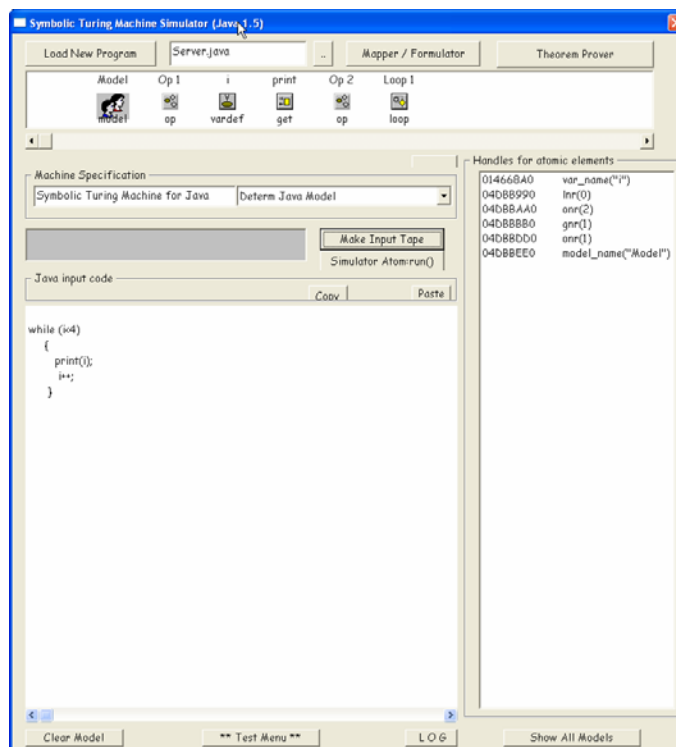 Symbolic Turing Machine Simulator (Java 1.5)
Load New Program
Server.java
..
Mapper / Formulator
Theorem Prover
Model Op 1 i print Op 2 Loop 1
model op vardef get op loop
Handles for atomic elements
Machine Specification
Symbolic Turing Machine for Java
Determ Java Model
Make Input Tape
Simulator Atom:run()
Java input code
Copy
Paste
while (i<4)
{
print(i);
i++;
}
014668A0 var_name("i")
04DBB990 lnr(0)
04DBBAA0 onr(2)
04DBBBB0 gnr(1)
04DBBDD0 onr(1)
04DBBEE0 model_name("Model")
Clear Model
** Test Menu **
L O G
Show All Models